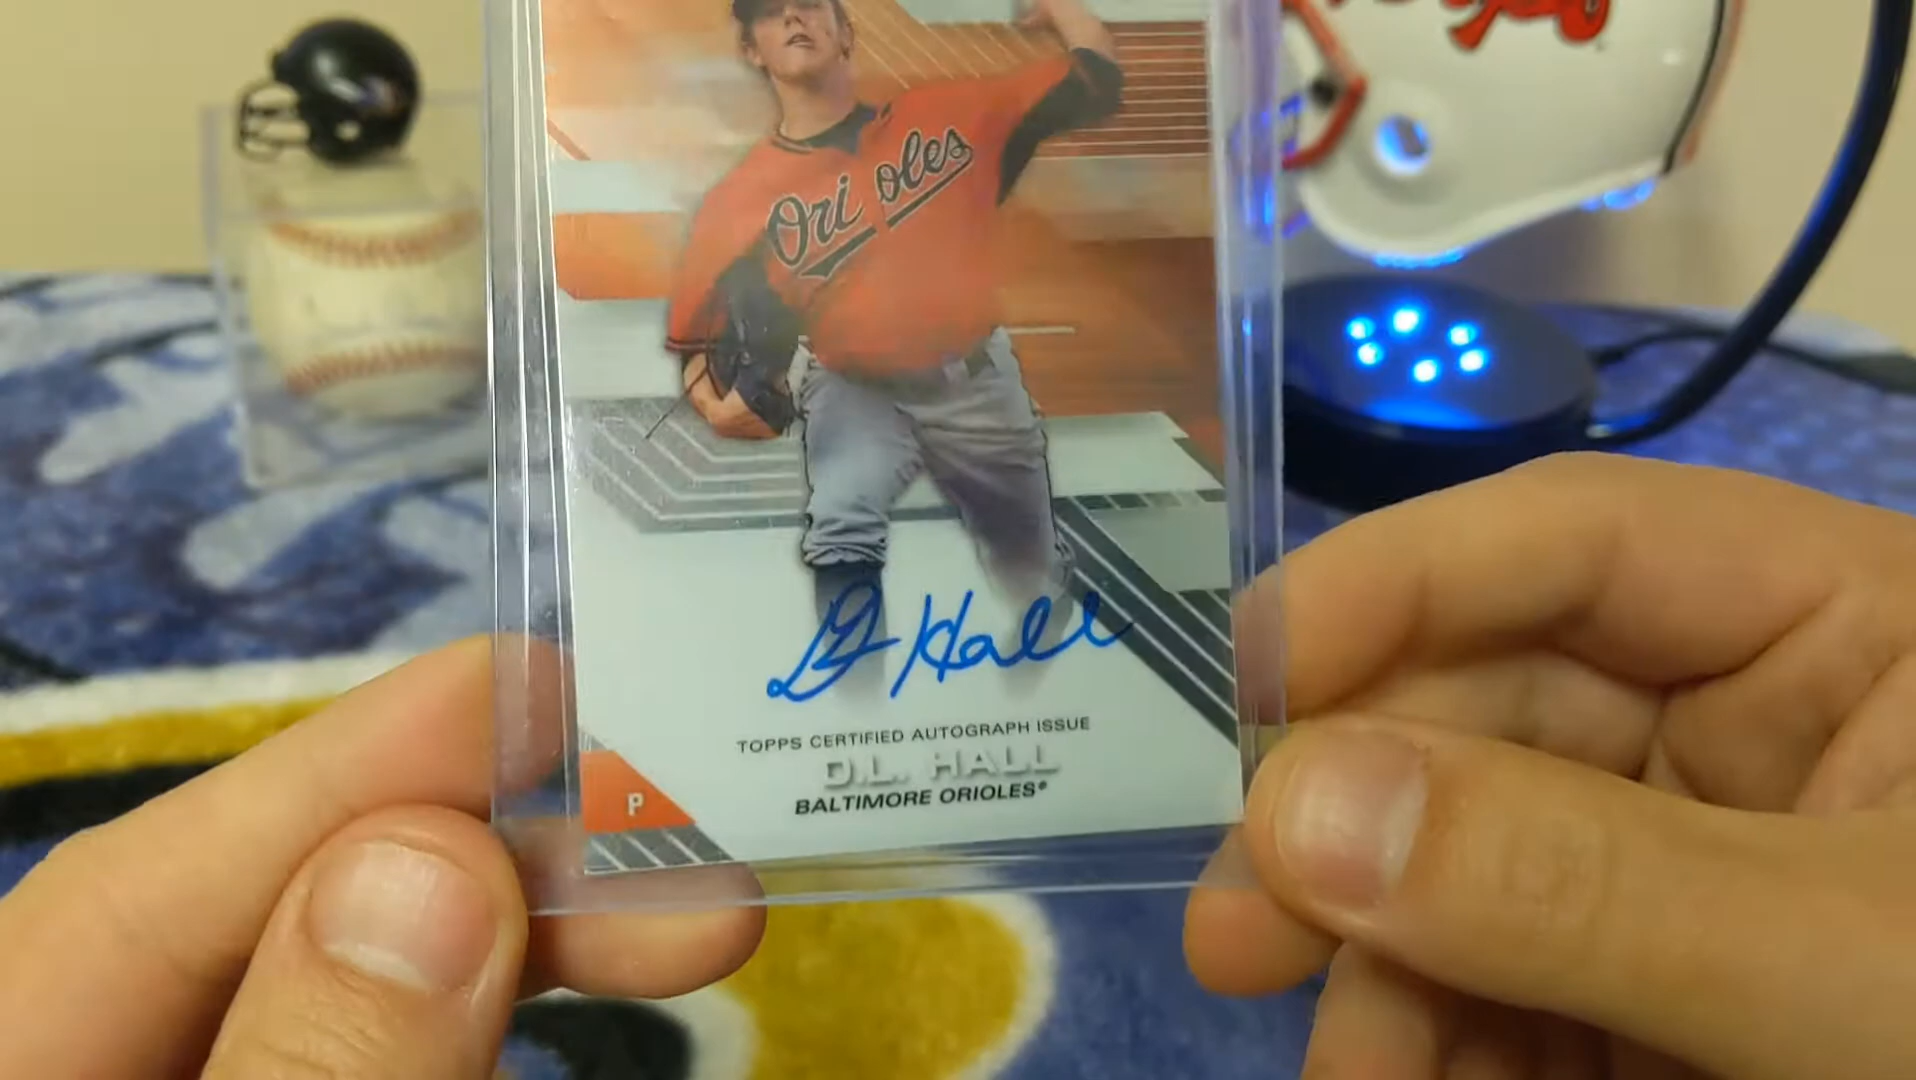 Orioles
DL Hall
TOPPS CERTIFIED AUTOGRAPH ISSUE
D.L. HALL
BALTIMORE ORIOLES®
P